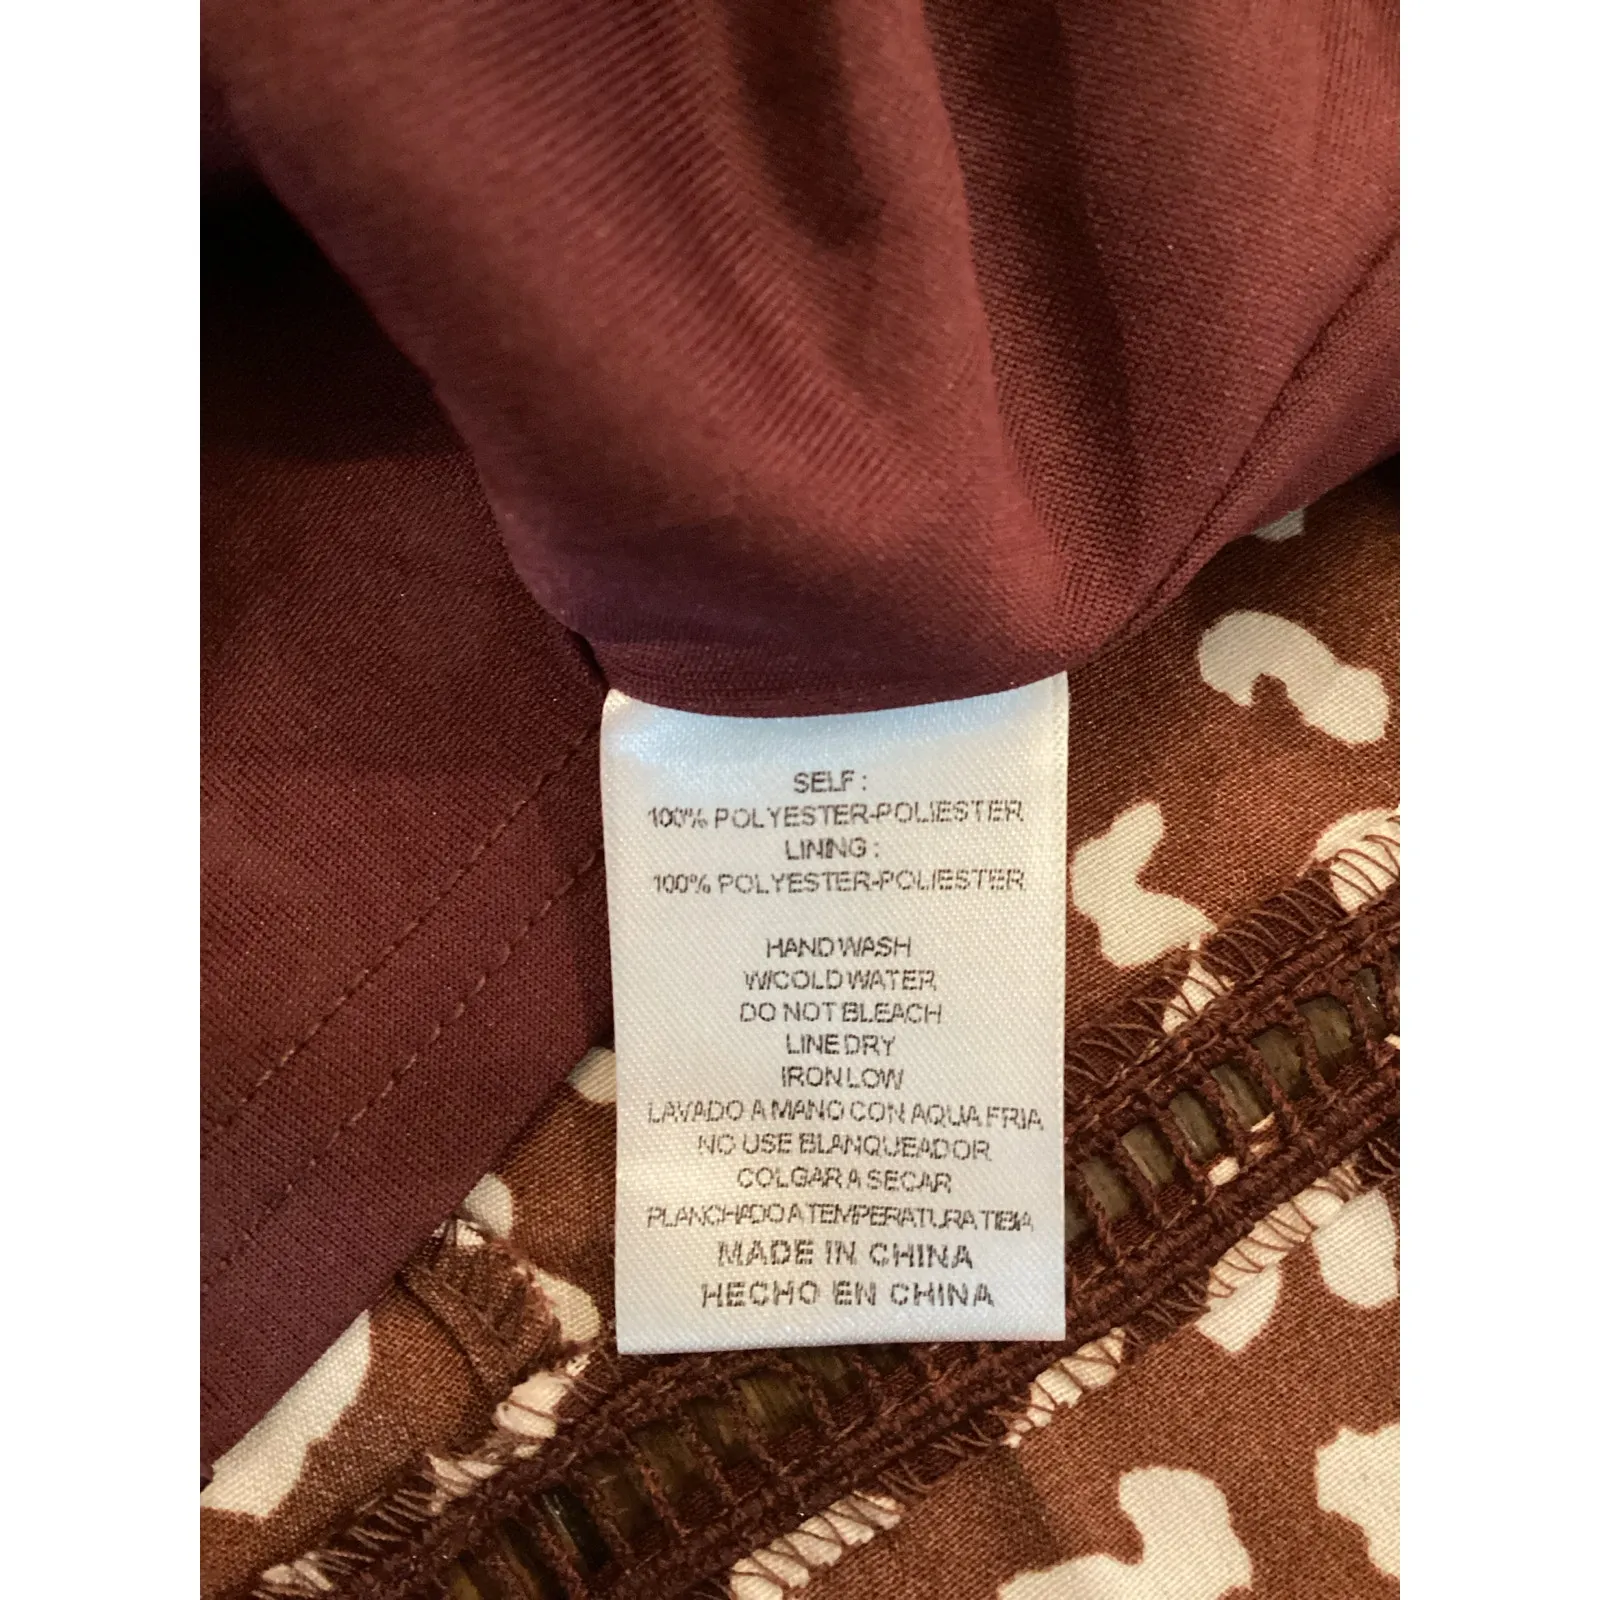 SELF :
100% POLYESTER-POLIESTER
LINING :
100% POLYESTER-POLIESTER
HAND WASH
W/COLD WATER
DO NOT BLEACH
LINE DRY
IRON LOW
LAVADO A MANO CON AQUA FRIA
NO USE BLANQUEADOR
COLGAR A SECAR
PLANCHADO A TEMPERATURA TIBIA
MADE IN CHINA
HECHO EN CHINA